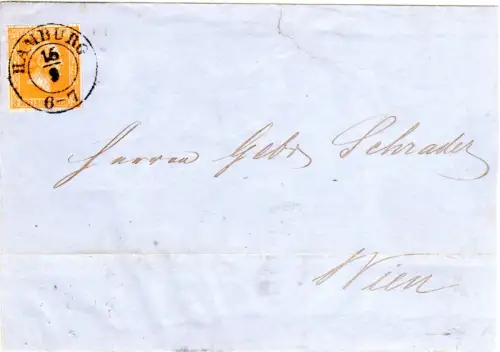 HAMBURG
15/9
6-7
Herren Gebr Schrader
Wien